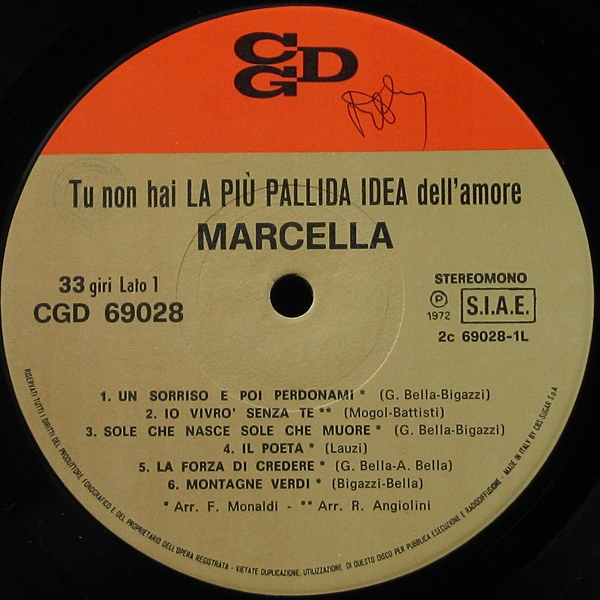 CGD
Tu non hai LA PIÙ PALLIDA IDEA dell'amore
MARCELLA
33 giri Lato 1
CGD 69028
STEREOMONO
Ⓟ 1972
S.I.A.E.
2c 69028-1L
1. UN SORRISO E POI PERDONAMI * (G. Bella-Bigazzi)
2. IO VIVRO' SENZA TE ** (Mogol-Battisti)
3. SOLE CHE NASCE SOLE CHE MUORE * (G. Bella-Bigazzi)
4. IL POETA * (Lauzi)
5. LA FORZA DI CREDERE * (G. Bella-A. Bella)
6. MONTAGNE VERDI * (Bigazzi-Bella)
* Arr. F. Monaldi - ** Arr. R. Angiolini
RISERVATI TUTTI I DIRITTI DEL PRODUTTORE FONOGRAFICO E DEL PROPRIETARIO DELL'OPERA REGISTRATA - VIETATE DUPLICAZIONE, UTILIZZAZIONE DI QUESTO DISCO PER PUBBLICA ESECUZIONE E RADIODIFFUSIONE - MADE IN ITALY BY CBS-SUGAR S.p.A